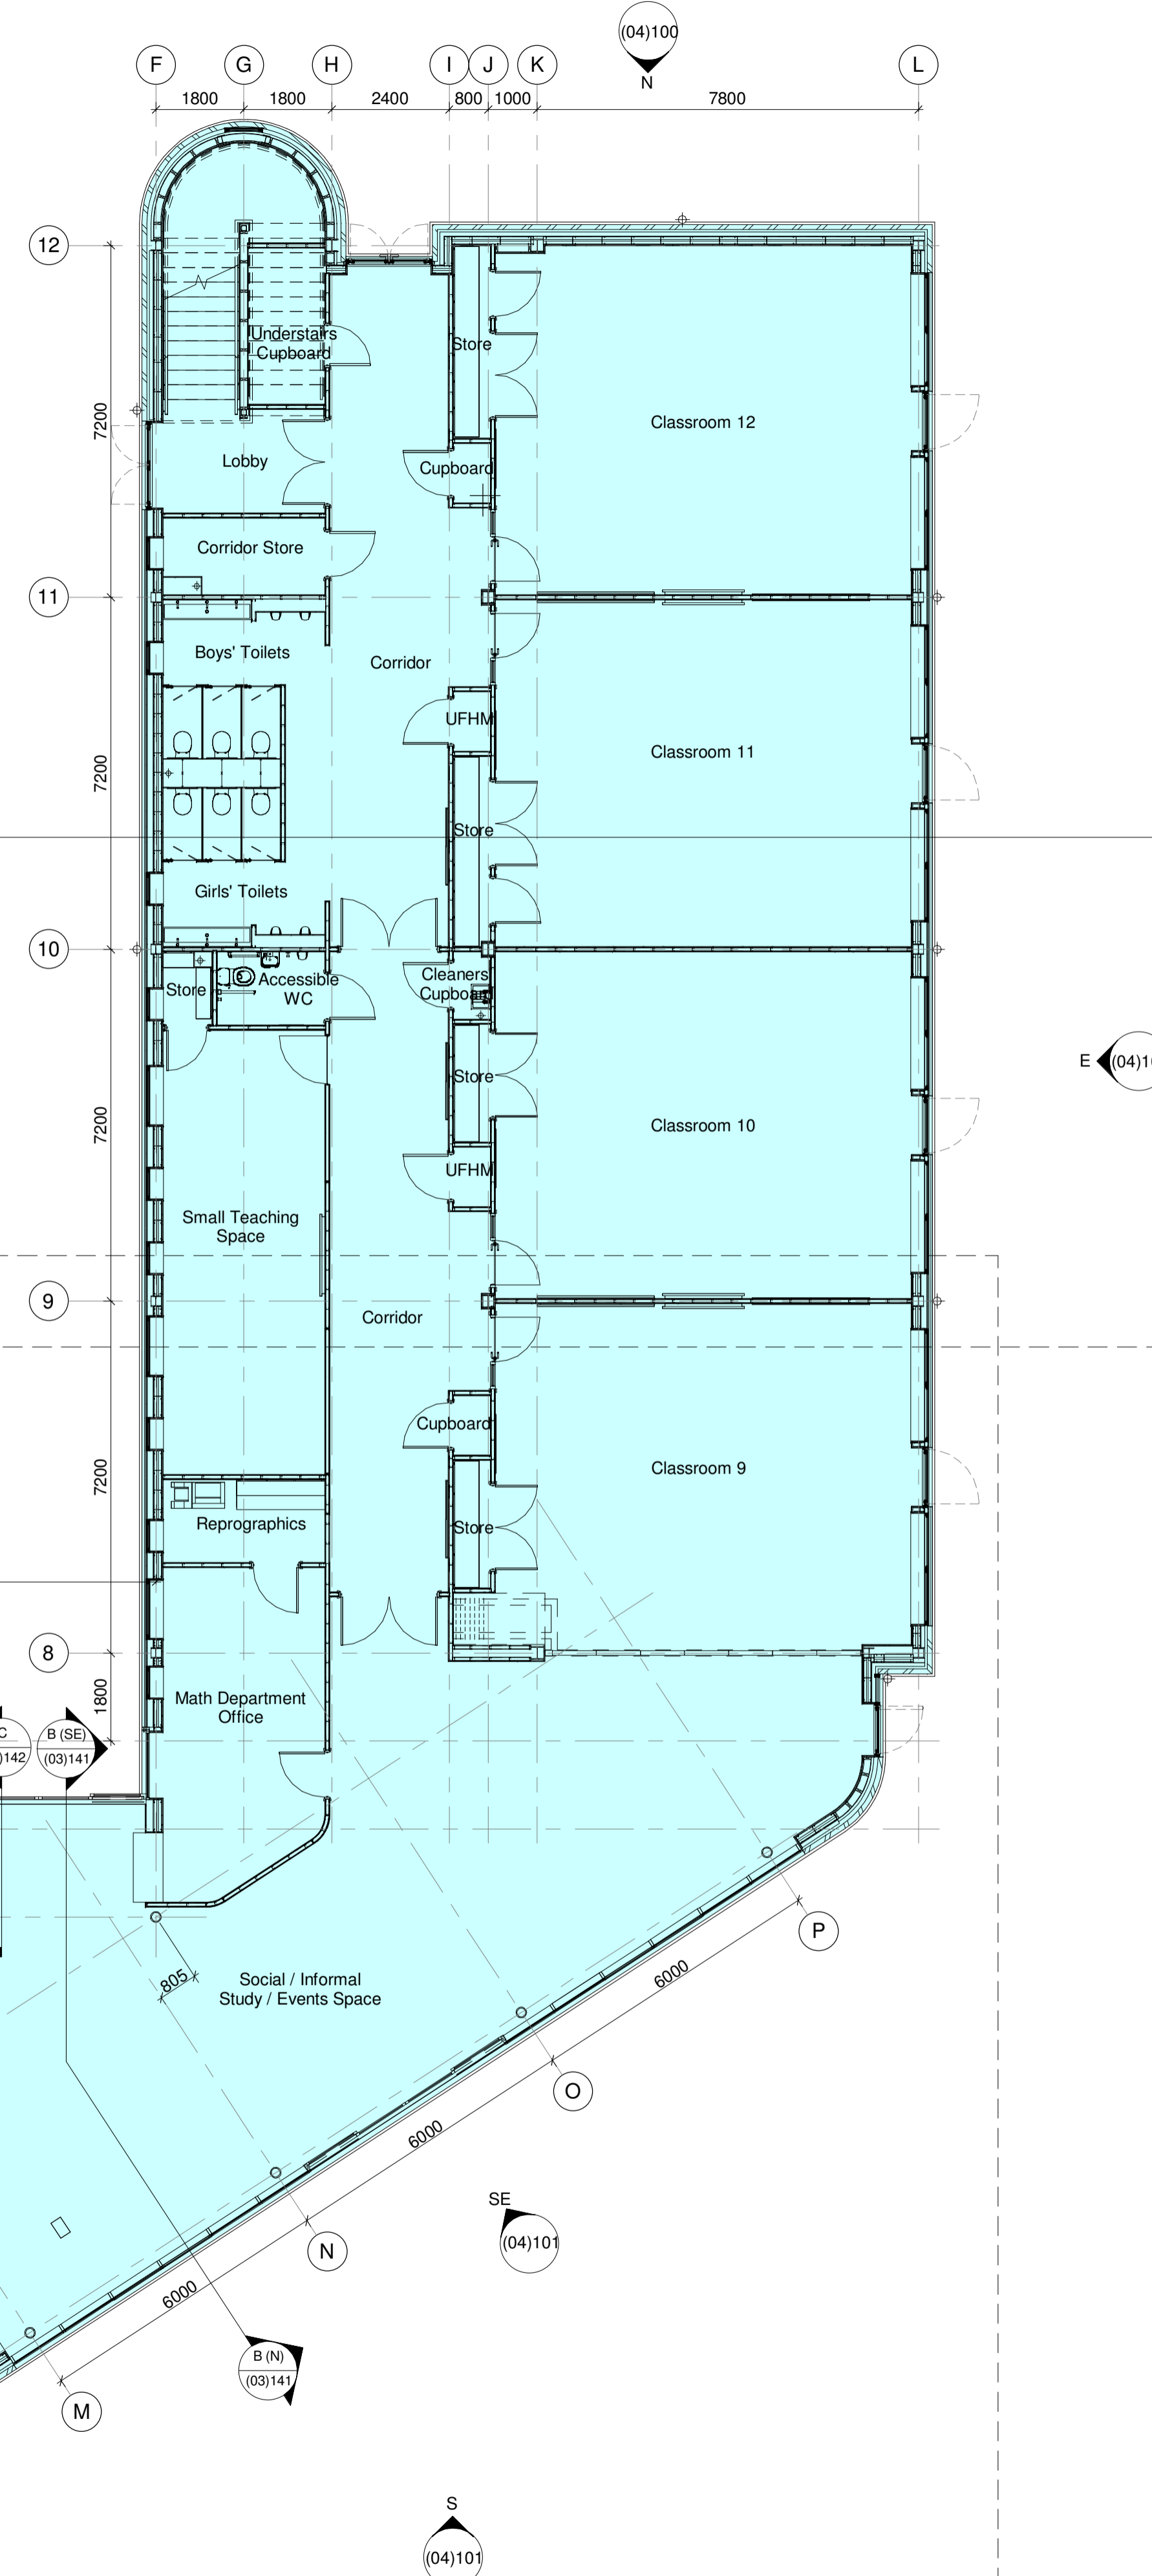 (04)100
N
F
G
H
I
J
K
L
1800
1800
2400
800
1000
7800
12
Understairs
Cupboard
Store
7200
Classroom 12
Lobby
Cupboard
Corridor Store
11
Boys' Toilets
Corridor
UFHM
Classroom 11
7200
Store
Girls' Toilets
10
Store
Accessible
WC
Cleaners
Cupboard
E
Store
7200
Classroom 10
UFHM
Small Teaching
Space
9
Corridor
Cupboard
Classroom 9
7200
Reprographics
Store
8
1800
Math Department
Office
C
)142
B (SE)
(03)141
P
805
Social / Informal
Study / Events Space
6000
O
6000
SE
(04)101
N
6000
B (N)
(03)141
M
S
(04)101